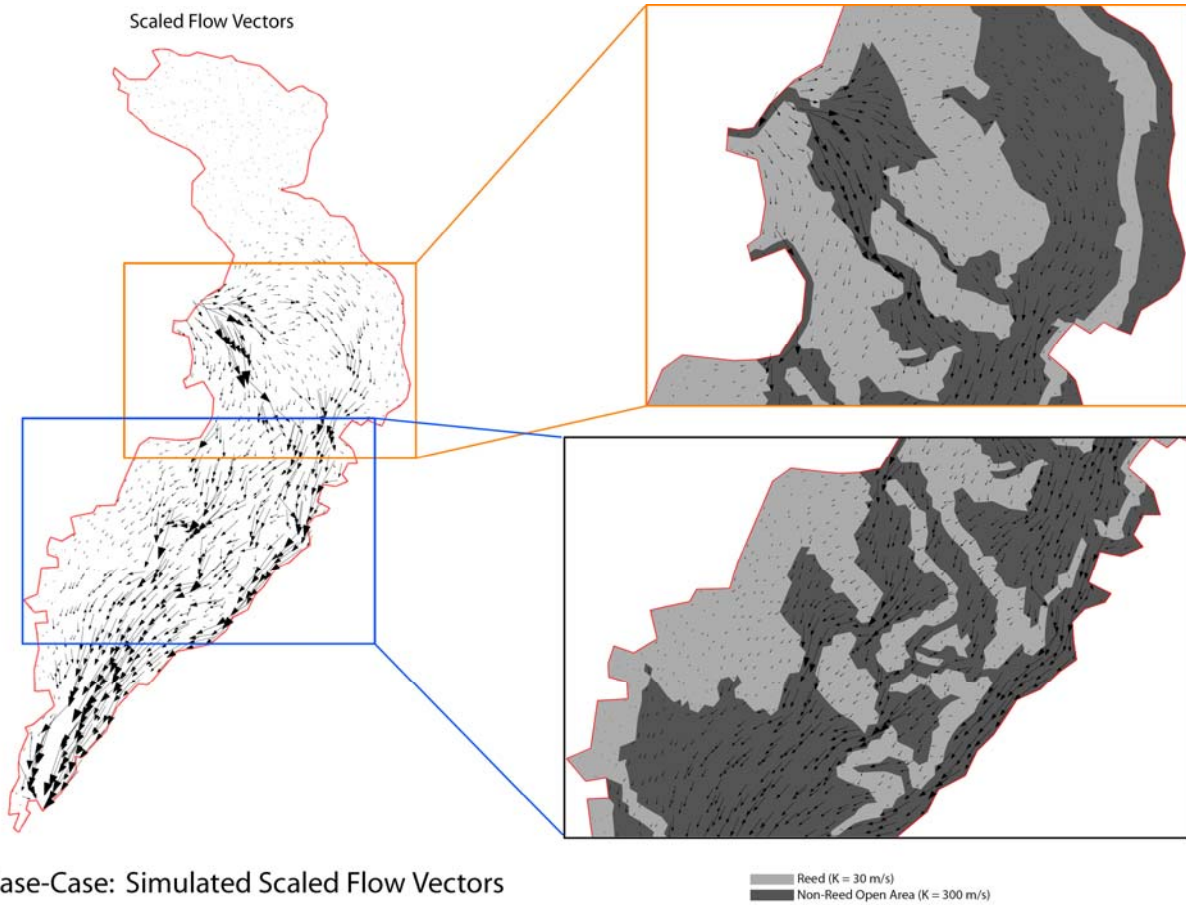 Scaled Flow Vectors
ase-Case: Simulated Scaled Flow Vectors
Reed (K = 30 m/s)
Non-Reed Open Area (K = 300 m/s)